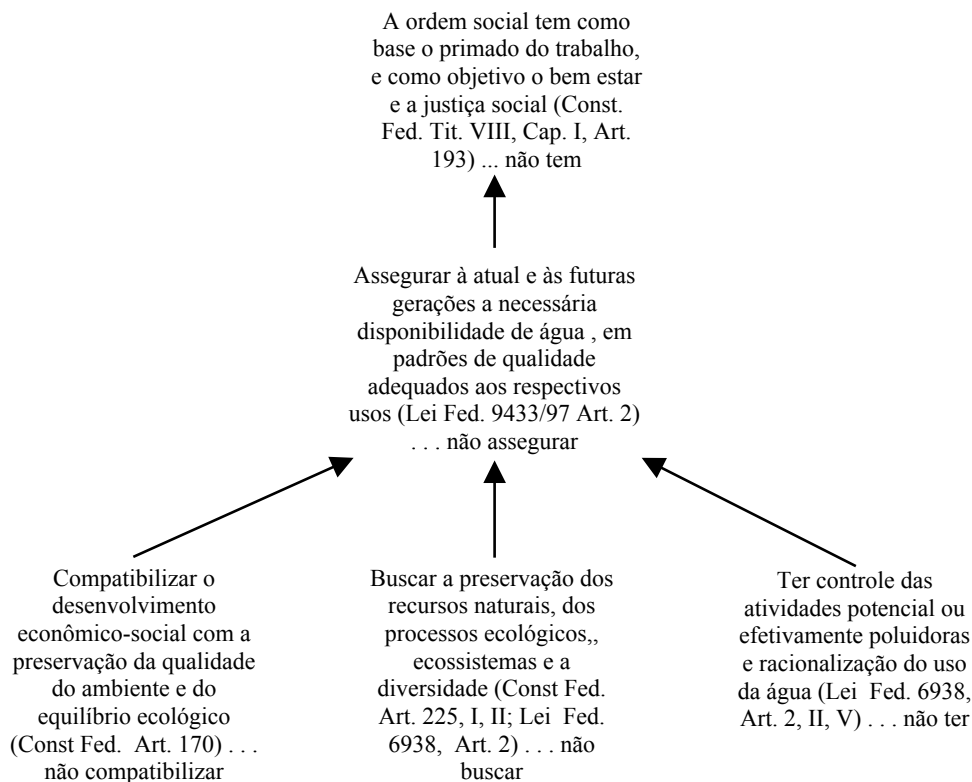 A ordem social tem como
base o primado do trabalho,
e como objetivo o bem estar
e a justiça social (Const.
Fed. Tit. VIII, Cap. I, Art.
193) ... não tem
Assegurar à atual e às futuras
gerações a necessária
disponibilidade de água , em
padrões de qualidade
adequados aos respectivos
usos (Lei Fed. 9433/97 Art. 2)
. . . não assegurar
Compatibilizar o
desenvolvimento
econômico-social com a
preservação da qualidade
do ambiente e do
equilíbrio ecológico
(Const Fed. Art. 170) . . .
não compatibilizar
Buscar a preservação dos
recursos naturais, dos
processos ecológicos,,
ecossistemas e a
diversidade (Const Fed.
Art. 225, I, II; Lei Fed.
6938, Art. 2) . . . não
buscar
Ter controle das
atividades potencial ou
efetivamente poluidoras
e racionalização do uso
da água (Lei Fed. 6938,
Art. 2, II, V) . . . não ter